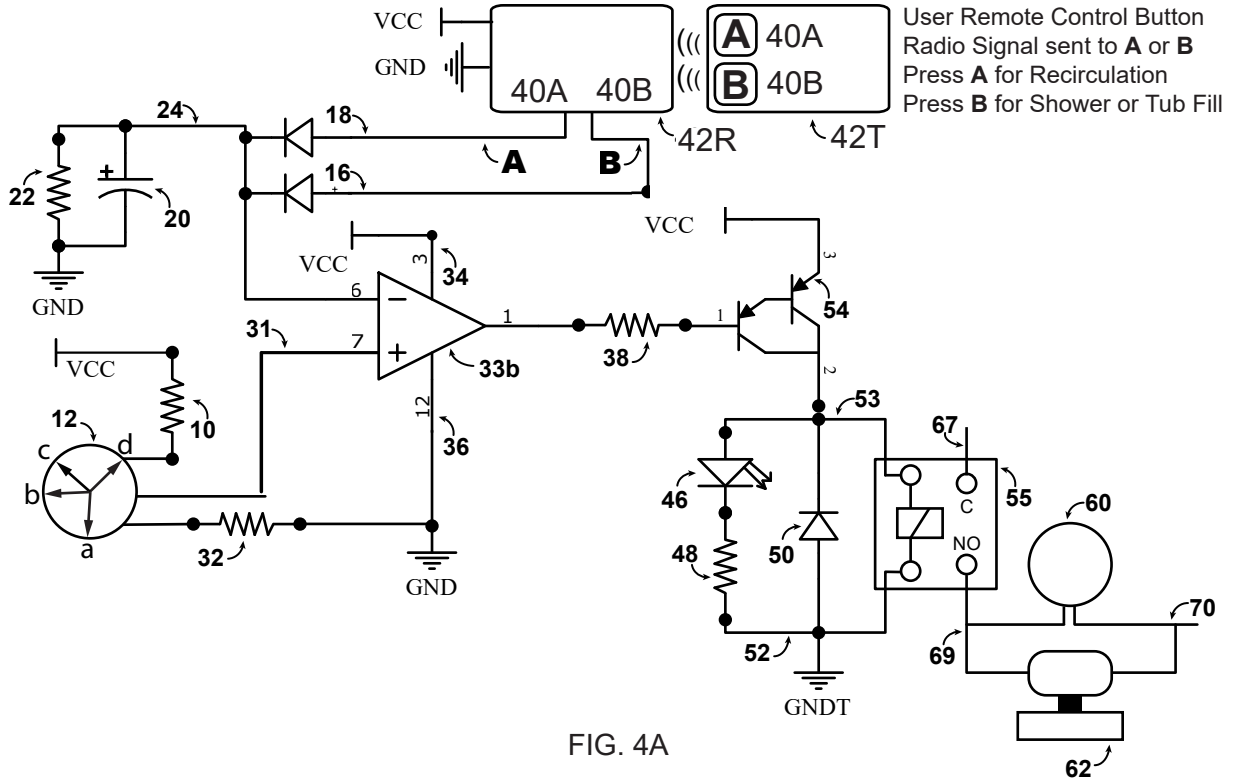 VCC
GND
40A 40B
42R
A 40A
B 40B
42T
User Remote Control Button
Radio Signal sent to A or B
Press A for Recirculation
Press B for Shower or Tub Fill
24
18
A
B
16
+
22
+
20
GND
VCC
3
34
6
−
31
7
+
1
33b
12
36
VCC
10
12
c
d
b
a
32
GND
38
VCC
3
54
1
2
53
46
48
50
52
GNDT
67
C
55
NO
60
70
69
62
FIG. 4A